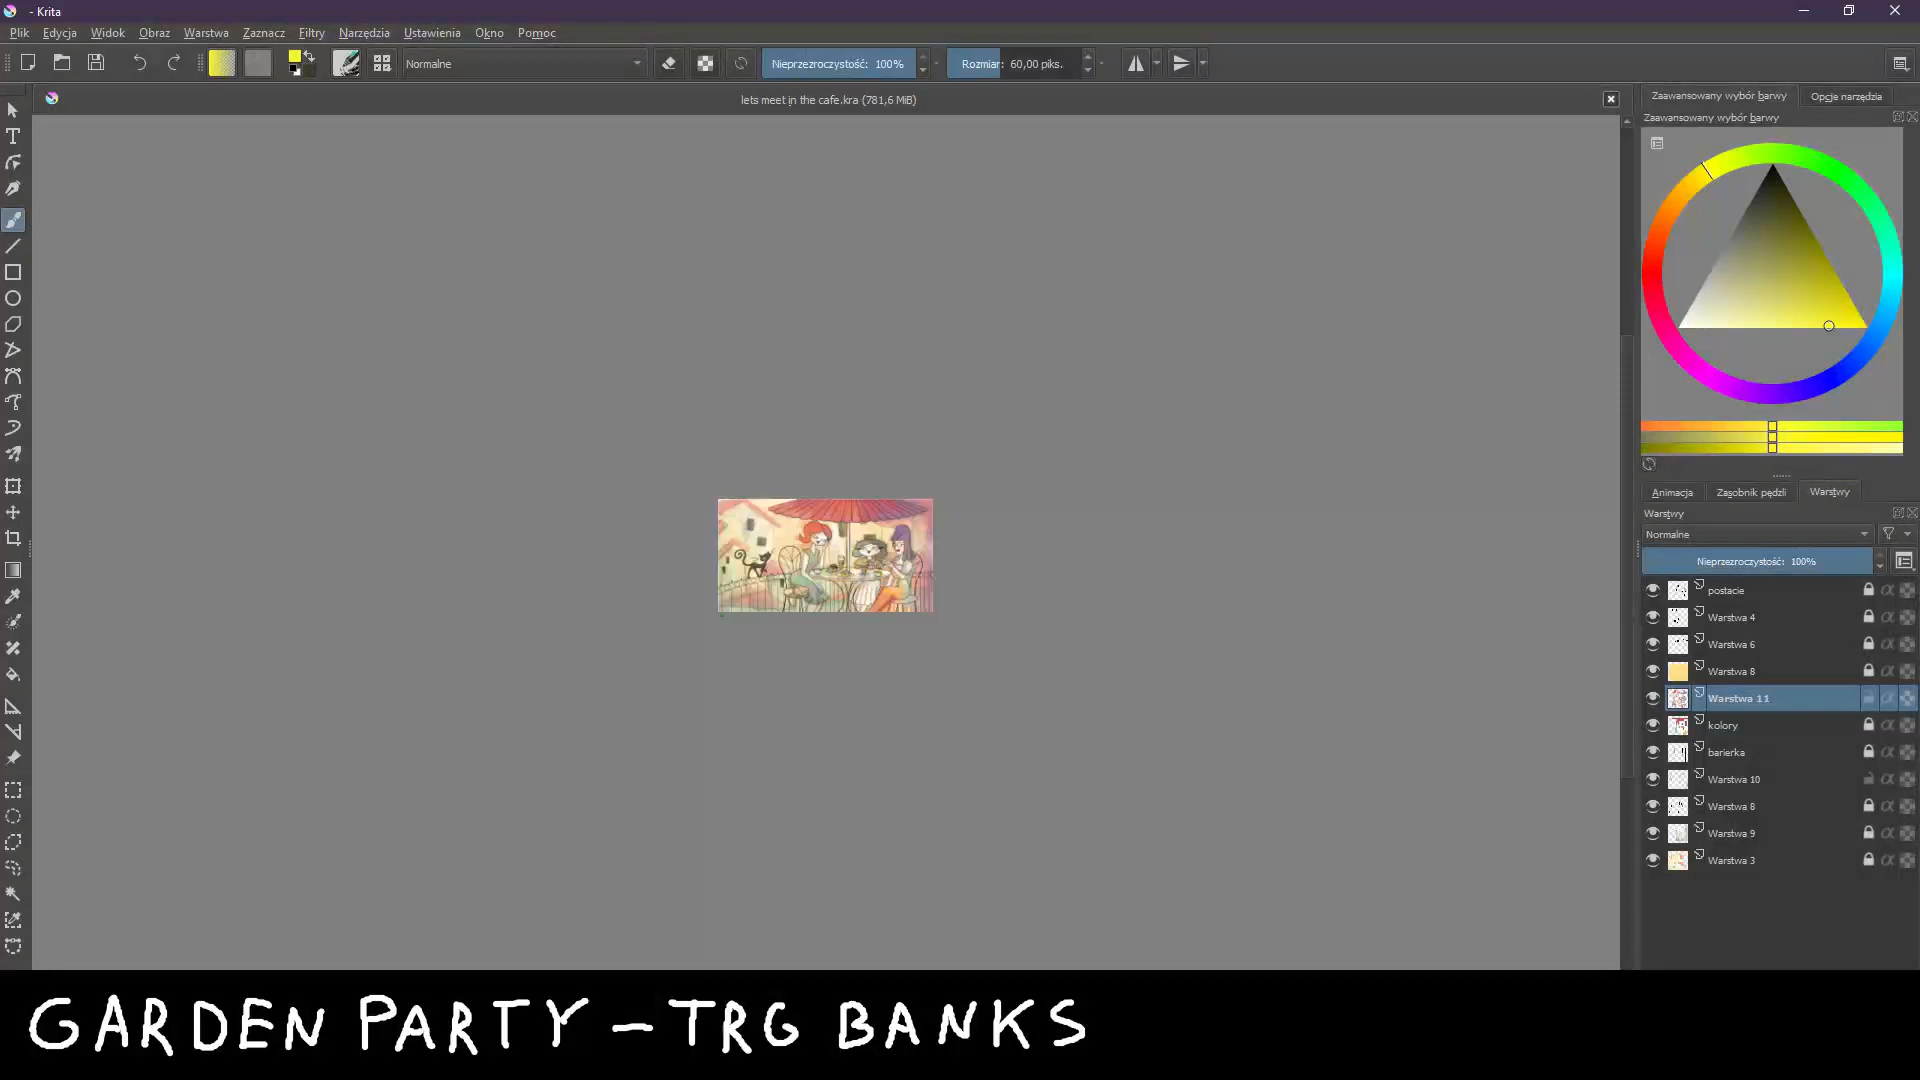 - Krita
Plik Edycja Widok Obraz Warstwa Zaznacz Filtry Narzędzia Ustawienia Okno Pomoc
Normalne Nieprzezroczystość: 100% Rozmiar: 60,00 piks.
lets meet in the cafe.kra (781,6 MiB)
Zaawansowany wybór barwy Opcje narzędzia
Zaawansowany wybór barwy
Animacja Zasobnik pędzli Warstwy
Warstwy
Normalne
Nieprzezroczystość: 100%
postacie
Warstwa 4
Warstwa 6
Warstwa 8
Warstwa 11
kolory
barierka
Warstwa 10
Warstwa 8
Warstwa 9
Warstwa 3
GARDEN PARTY – TRG BANKS